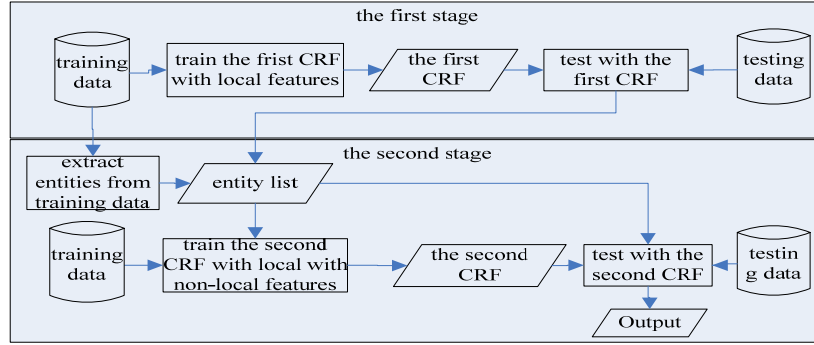 the first stage
training
data
train the frist CRF
with local features
the first
CRF
test with the
first CRF
testing
data
the second stage
extract
entities from
training data
entity list
training
data
train the second
CRF with local with
non-local features
the second
CRF
test with the
second CRF
testin
g data
Output